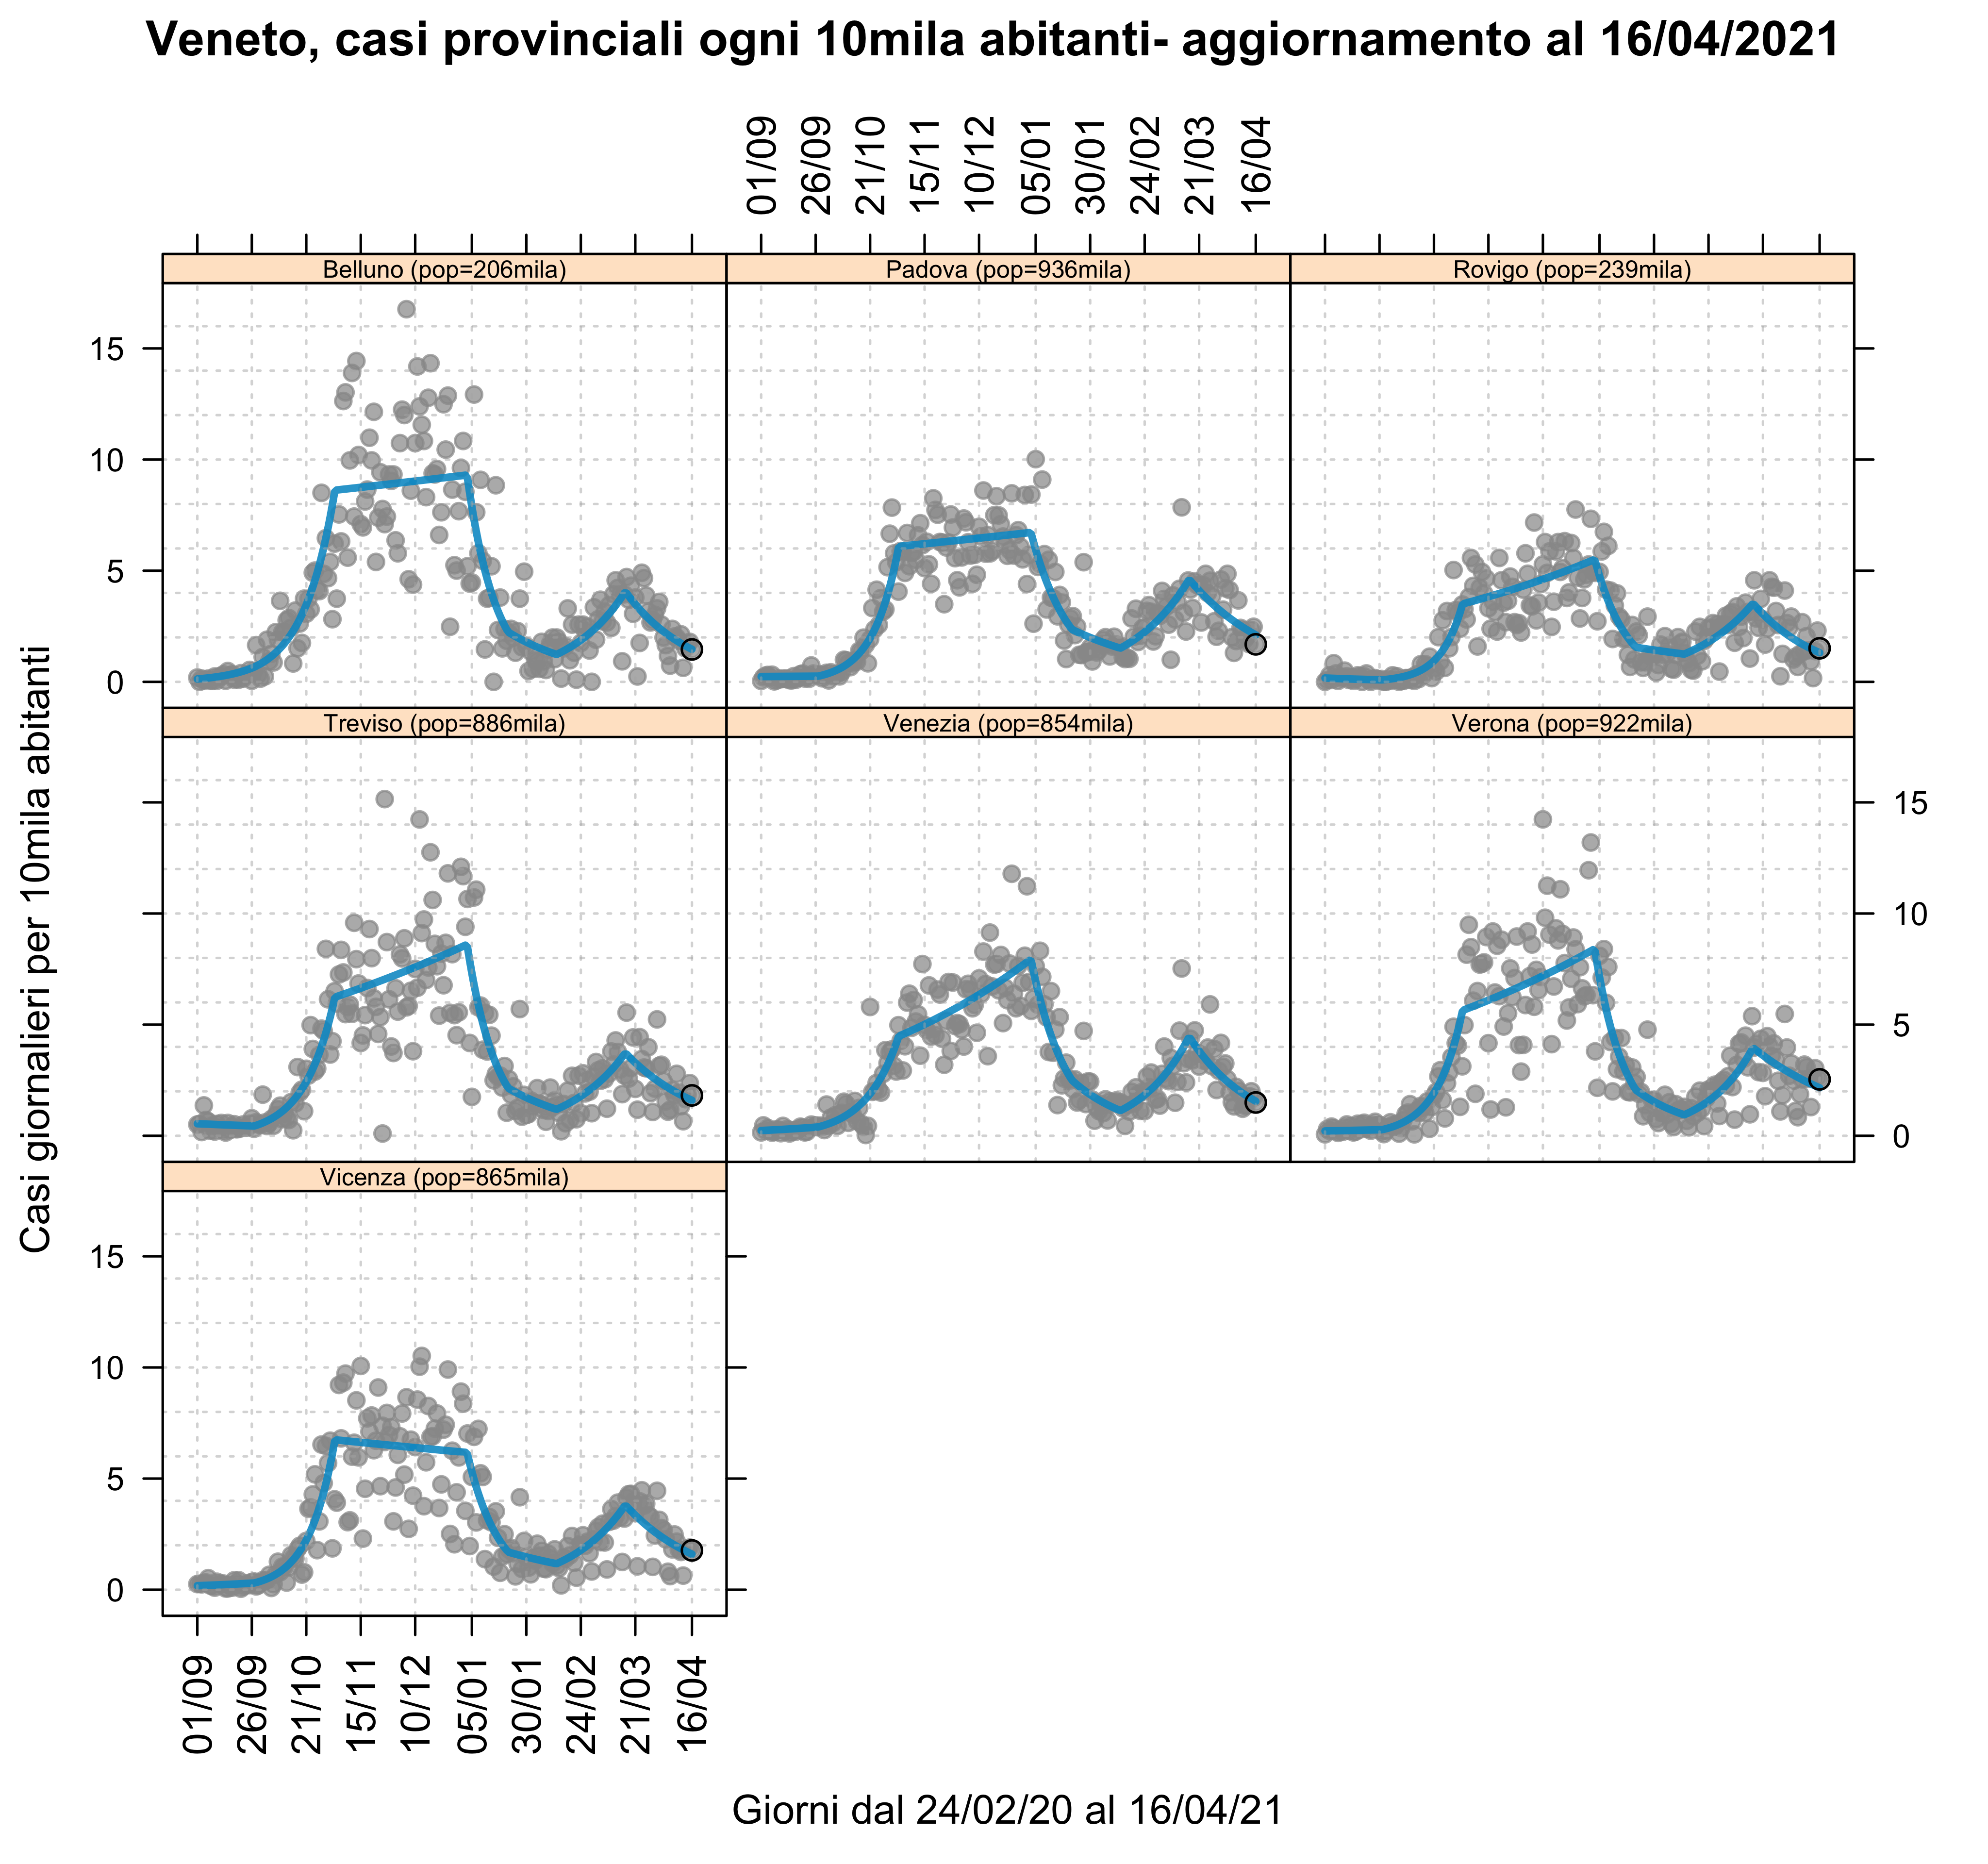 Veneto, casi provinciali ogni 10mila abitanti- aggiornamento al 16/04/2021
01/09 26/09 21/10 15/11 10/12 05/01 30/01 24/02 21/03 16/04
Belluno (pop=206mila) Padova (pop=936mila) Rovigo (pop=239mila)
15
10
5
0
Treviso (pop=886mila) Venezia (pop=854mila) Verona (pop=922mila)
15
10
5
0
Vicenza (pop=865mila)
15
10
5
0
01/09 26/09 21/10 15/11 10/12 05/01 30/01 24/02 21/03 16/04
Casi giornalieri per 10mila abitanti
Giorni dal 24/02/20 al 16/04/21